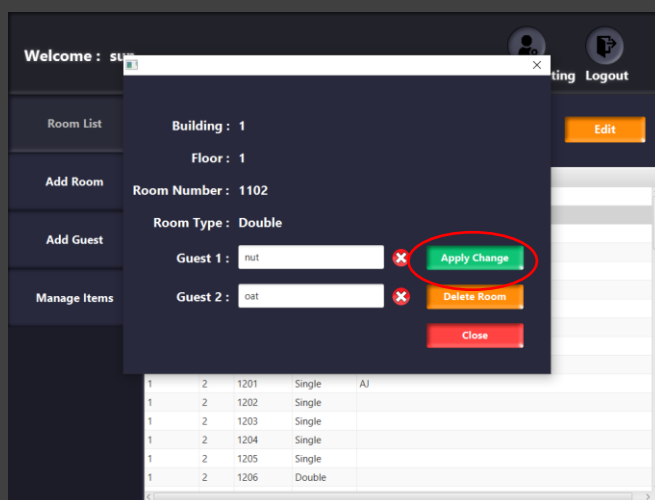 Welcome : sun
ting Logout
Room List
Edit
Add Room
Add Guest
Manage Items
Building : 1
Floor : 1
Room Number : 1102
Room Type : Double
Guest 1 : nut
Apply Change
Guest 2 : oat
Delete Room
Close
1 2 1201 Single AJ
1 2 1202 Single
1 2 1203 Single
1 2 1204 Single
1 2 1205 Single
1 2 1206 Double